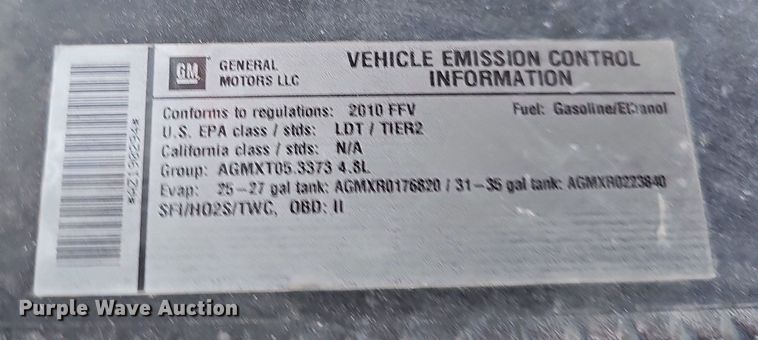 GM
GENERAL MOTORS LLC
VEHICLE EMISSION CONTROL INFORMATION
Conforms to regulations: 2010 FFV Fuel: Gasoline/Ethanol
U.S. EPA class / stds: LDT / TIER2
California class / stds: N/A
Group: AGMXT05.3373 4.8L
Evap: 25-27 gal tank: AGMXR0176820 / 31-35 gal tank: AGMXR0223840
SFI/HO2S/TWC, OBD: II
Purple Wave Auction